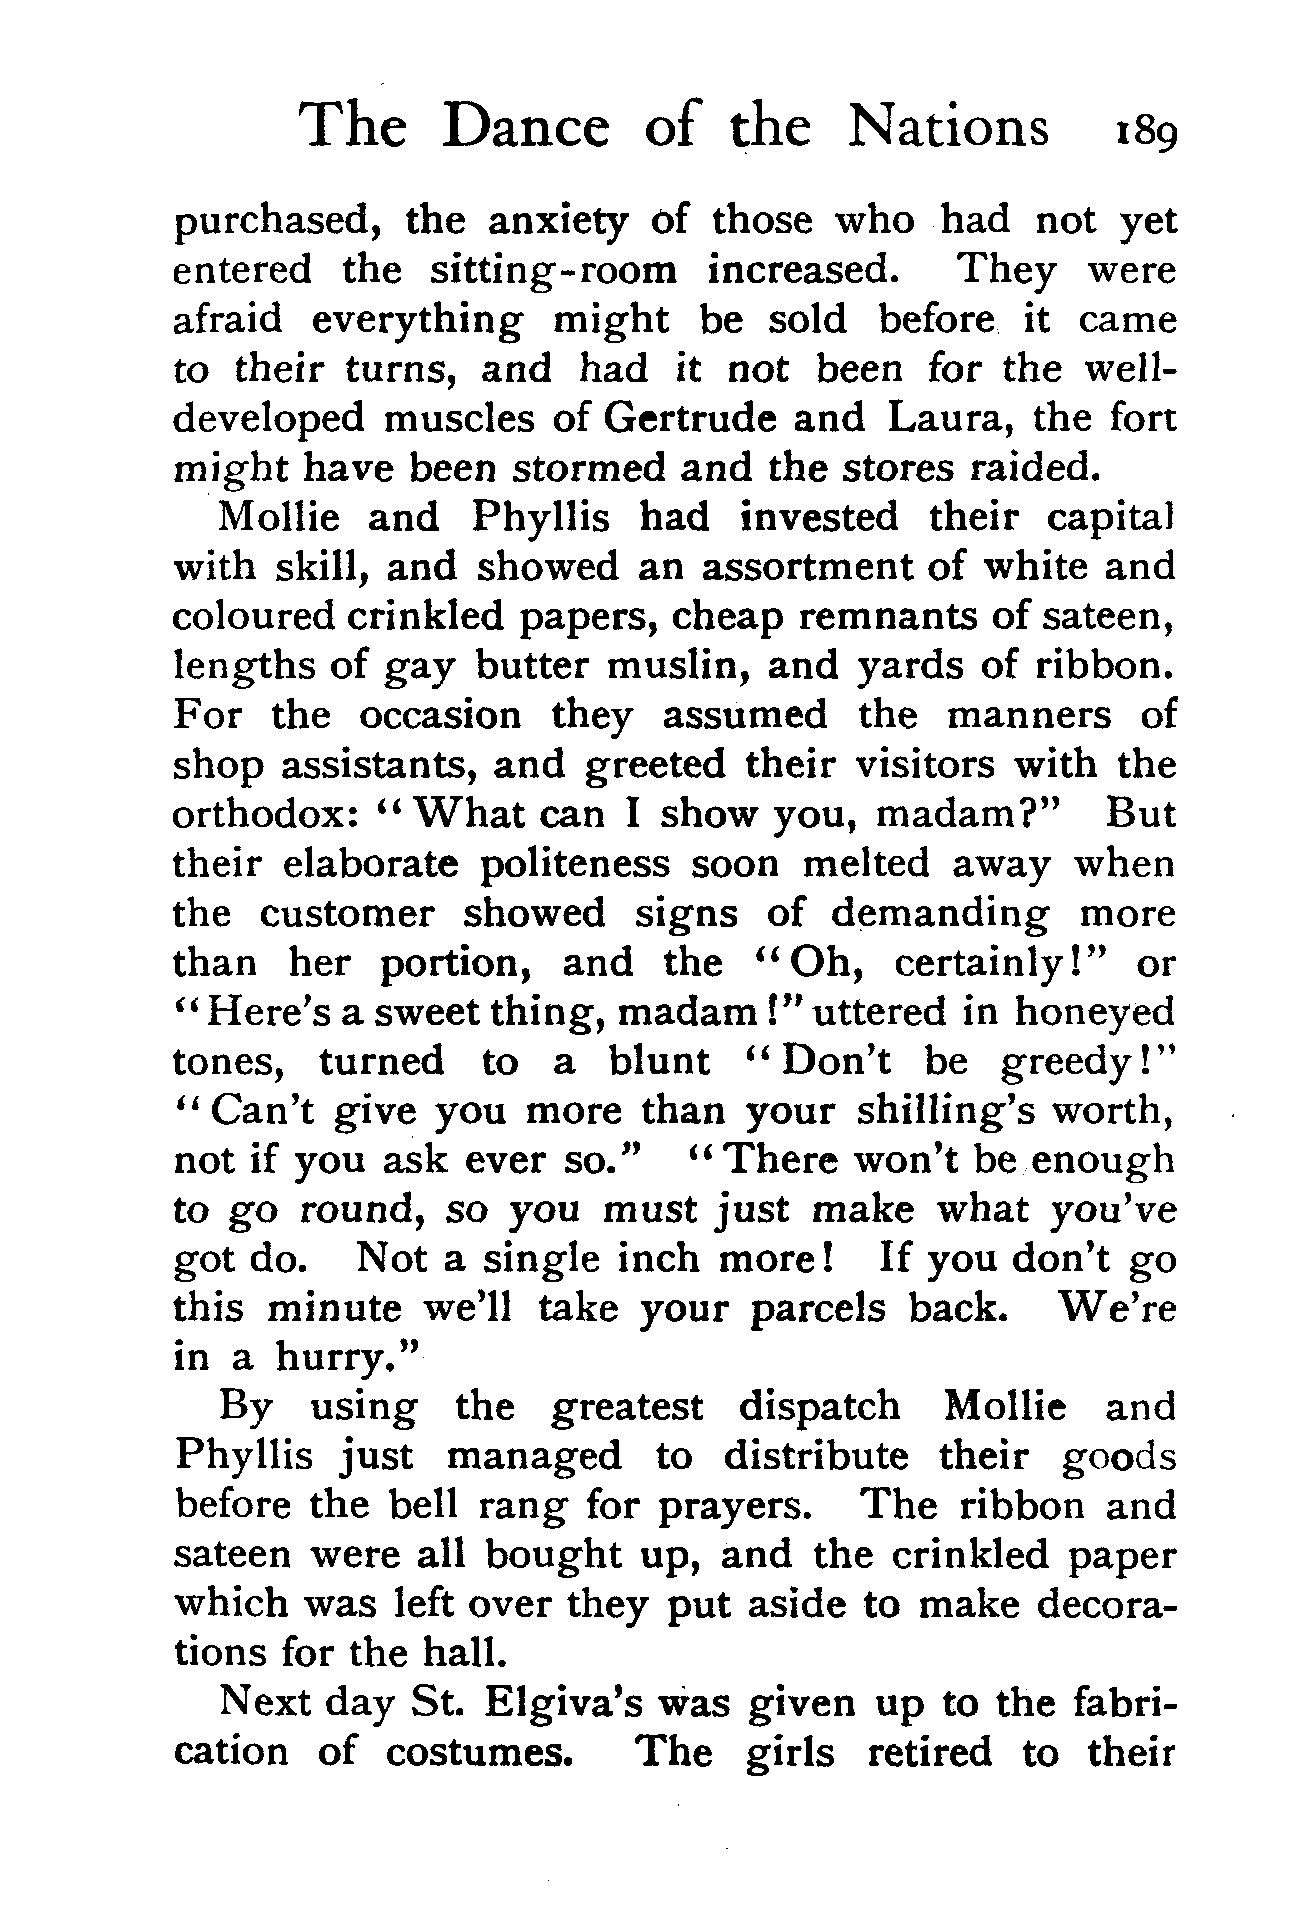 The Dance of the Nations 189
purchased, the anxiety of those who had not yet
entered the sitting-room increased. They were
afraid everything might be sold before it came
to their turns, and had it not been for the well-
developed muscles of Gertrude and Laura, the fort
might have been stormed and the stores raided.
Mollie and Phyllis had invested their capital
with skill, and showed an assortment of white and
coloured crinkled papers, cheap remnants of sateen,
lengths of gay butter muslin, and yards of ribbon.
For the occasion they assumed the manners of
shop assistants, and greeted their visitors with the
orthodox: “What can I show you, madam?” But
their elaborate politeness soon melted away when
the customer showed signs of demanding more
than her portion, and the “Oh, certainly!” or
“Here's a sweet thing, madam!” uttered in honeyed
tones, turned to a blunt “Don't be greedy!”
“Can't give you more than your shilling's worth,
not if you ask ever so.” “There won't be enough
to go round, so you must just make what you've
got do. Not a single inch more! If you don't go
this minute we'll take your parcels back. We're
in a hurry.”
By using the greatest dispatch Mollie and
Phyllis just managed to distribute their goods
before the bell rang for prayers. The ribbon and
sateen were all bought up, and the crinkled paper
which was left over they put aside to make decora-
tions for the hall.
Next day St. Elgiva's was given up to the fabri-
cation of costumes. The girls retired to their